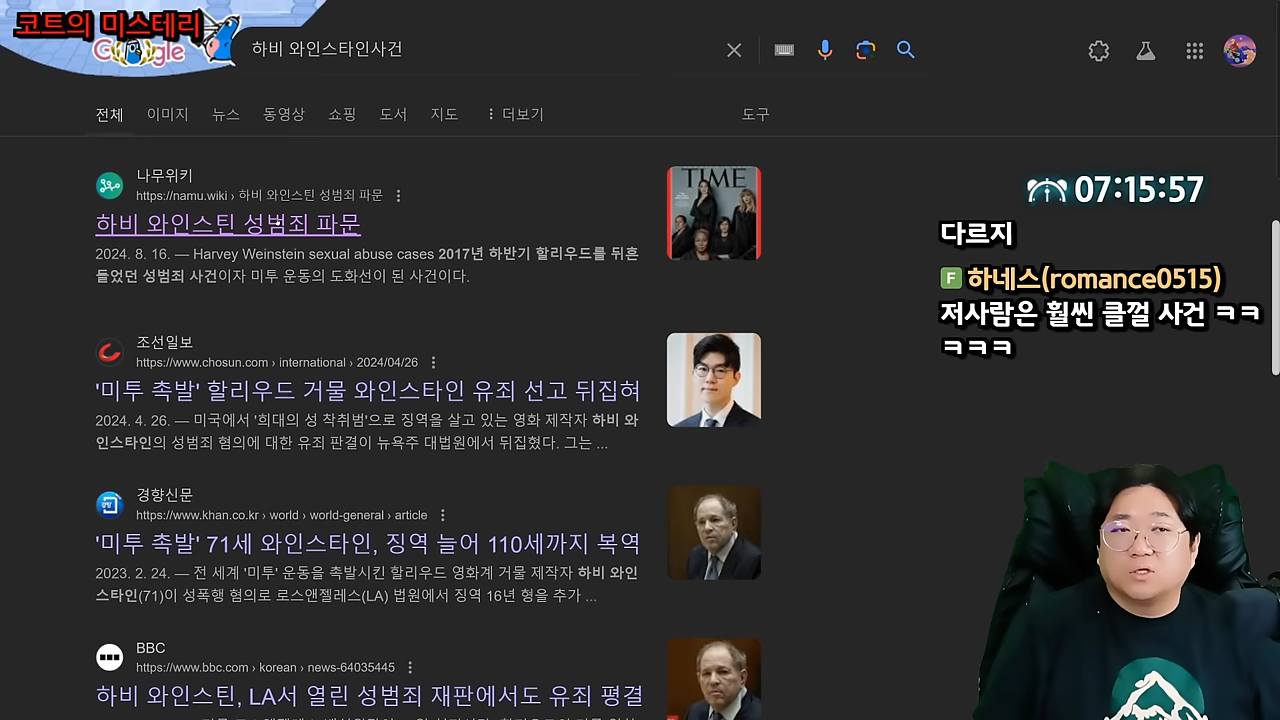 코트의 미스테리
Google
하비 와인스타인사건
전체 이미지 뉴스 동영상 쇼핑 도서 지도 더보기 도구
나무위키
https://namu.wiki › 하비 와인스틴 성범죄 파문
하비 와인스틴 성범죄 파문
2024. 8. 16. — Harvey Weinstein sexual abuse cases 2017년 하반기 할리우드를 뒤흔
들었던 성범죄 사건이자 미투 운동의 도화선이 된 사건이다.
TIME
07:15:57
다르지
F 하네스(romance0515)
저사람은 훨씬 클껄 사건 ㅋㅋ
ㅋㅋㅋ
조선일보
https://www.chosun.com › international › 2024/04/26
'미투 촉발' 할리우드 거물 와인스타인 유죄 선고 뒤집혀
2024. 4. 26. — 미국에서 '희대의 성 착취범'으로 징역을 살고 있는 영화 제작자 하비 와
인스타인의 성범죄 혐의에 대한 유죄 판결이 뉴욕주 대법원에서 뒤집혔다. 그는 ...
경향신문
https://www.khan.co.kr › world › world-general › article
'미투 촉발' 71세 와인스타인, 징역 늘어 110세까지 복역
2023. 2. 24. — 전 세계 '미투' 운동을 촉발시킨 할리우드 영화계 거물 제작자 하비 와인
스타인(71)이 성폭행 혐의로 로스앤젤레스(LA) 법원에서 징역 16년 형을 추가 ...
BBC
https://www.bbc.com › korean › news-64035445
하비 와인스틴, LA서 열린 성범죄 재판에서도 유죄 평결